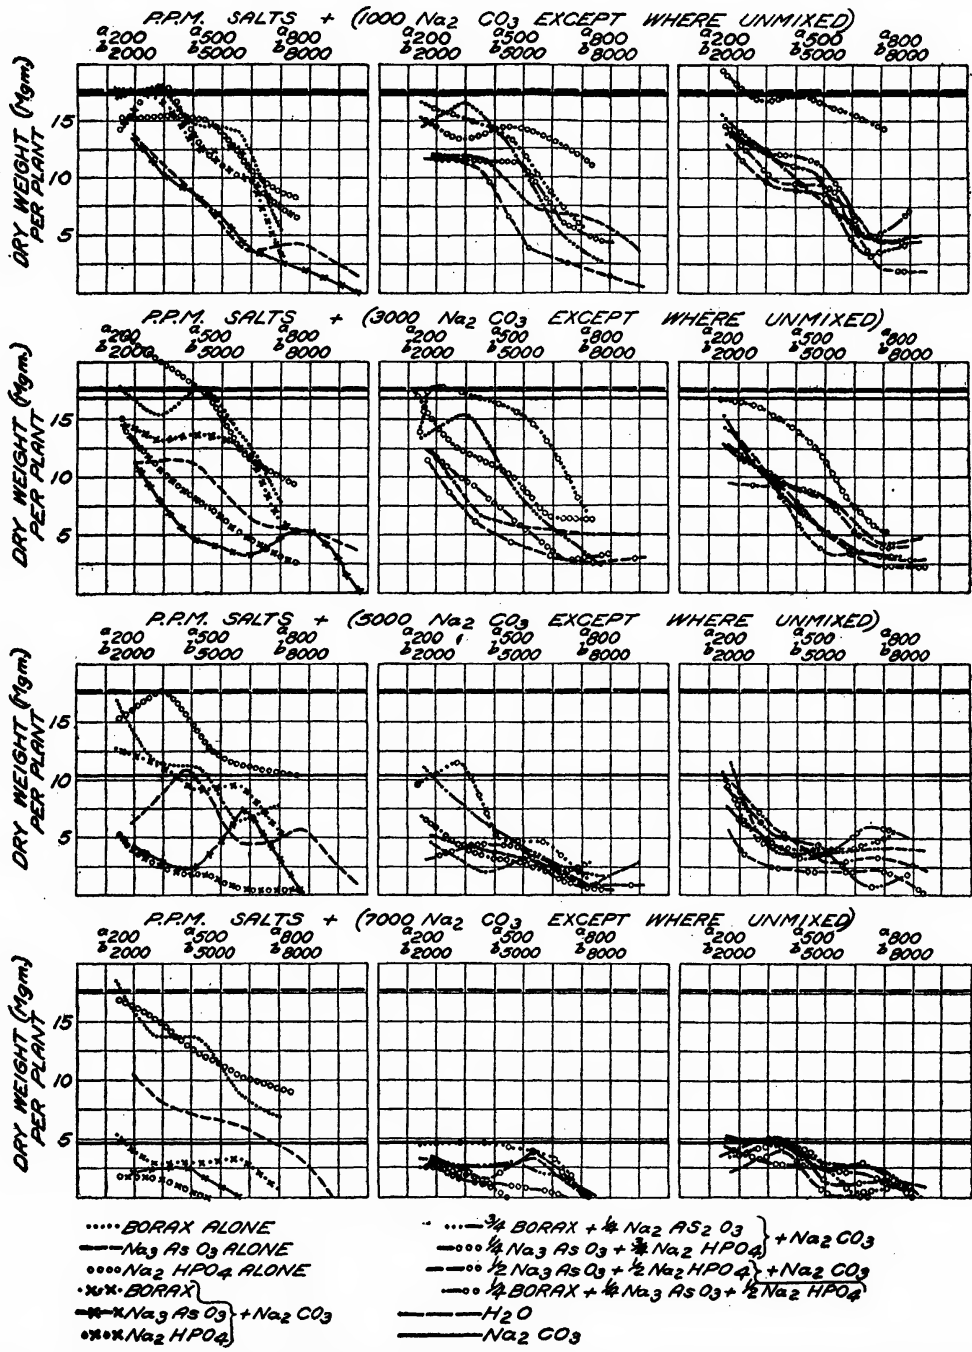 P.P.M. SALTS + (1000 Na2 CO3 EXCEPT WHERE UNMIXED)
a200 a500 a800 a200 a500 a800 a200 a500 a800
b2000 b5000 b8000 b2000 b5000 b8000 b2000 b5000 b8000
DRY WEIGHT (Mgm)
PER PLANT
15
10
5
P.P.M. SALTS + (3000 Na2 CO3 EXCEPT WHERE UNMIXED)
a200 a500 a800 a200 a500 a800 a200 a500 a800
b2000 b5000 b8000 b2000 b5000 b8000 b2000 b5000 b8000
DRY WEIGHT (Mgm)
PER PLANT
15
10
5
P.P.M. SALTS + (5000 Na2 CO3 EXCEPT WHERE UNMIXED)
a200 a500 a800 a200 a500 a800 a200 a500 a800
b2000 b5000 b8000 b2000 b5000 b8000 b2000 b5000 b8000
DRY WEIGHT (Mgm)
PER PLANT
15
10
5
P.P.M. SALTS + (7000 Na2 CO3 EXCEPT WHERE UNMIXED)
a200 a500 a800 a200 a500 a800 a200 a500 a800
b2000 b5000 b8000 b2000 b5000 b8000 b2000 b5000 b8000
DRY WEIGHT (Mgm)
PER PLANT
15
10
5
BORAX ALONE
Na3 As O3 ALONE
Na2 HPO4 ALONE
BORAX
Na3 As O3 + Na2 CO3
Na2 HPO4
3/4 BORAX + 1/4 Na2 AS2 O3
1/4 Na3 As O3 + 3/4 Na2 HPO4 + Na2 CO3
1/2 Na3 As O3 + 1/2 Na2 HPO4 + Na2 CO3
1/4 BORAX + 1/4 Na3 As O3 + 1/2 Na2 HPO4
H2O
Na2 CO3